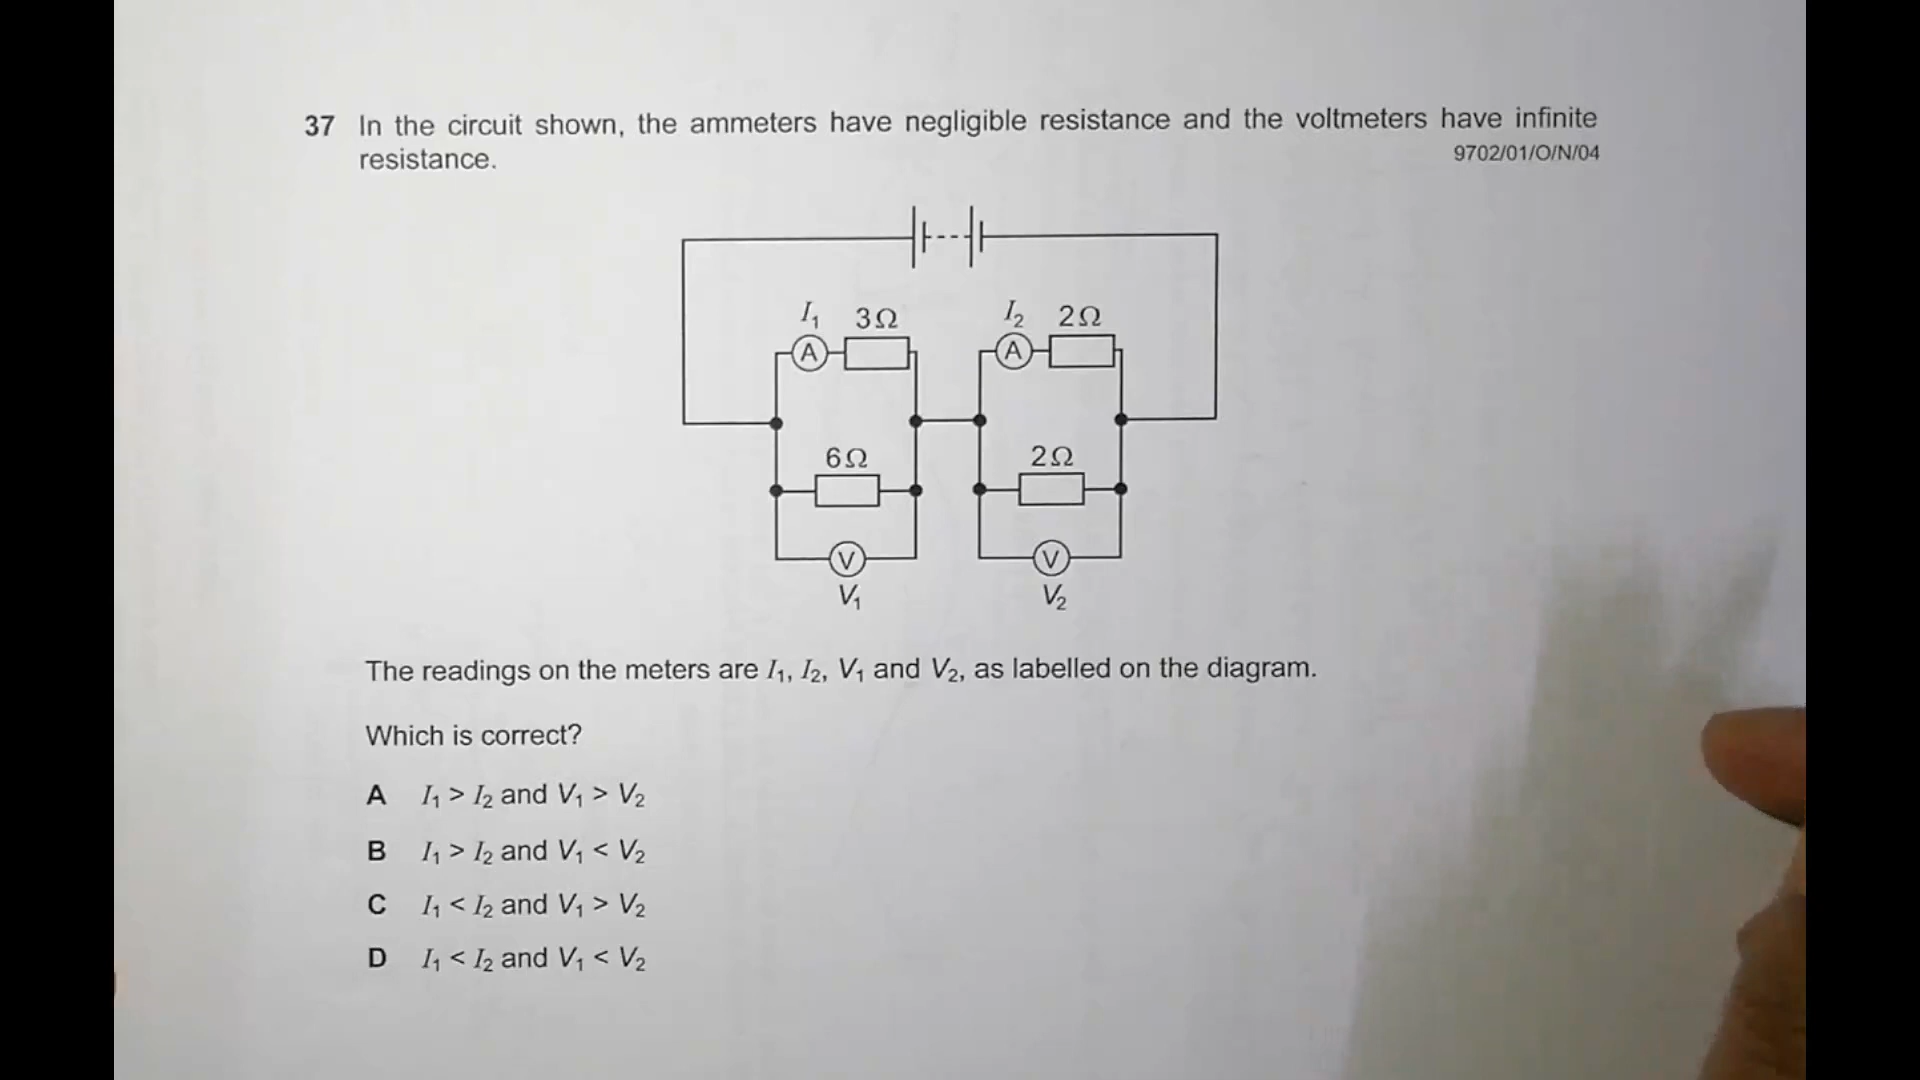 37 In the circuit shown, the ammeters have negligible resistance and the voltmeters have infinite
resistance.
9702/01/O/N/04
I₁ 3Ω I₂ 2Ω
A A
6Ω 2Ω
V V
V₁ V₂
The readings on the meters are I₁, I₂, V₁ and V₂, as labelled on the diagram.
Which is correct?
A I₁ > I₂ and V₁ > V₂
B I₁ > I₂ and V₁ < V₂
C I₁ < I₂ and V₁ > V₂
D I₁ < I₂ and V₁ < V₂